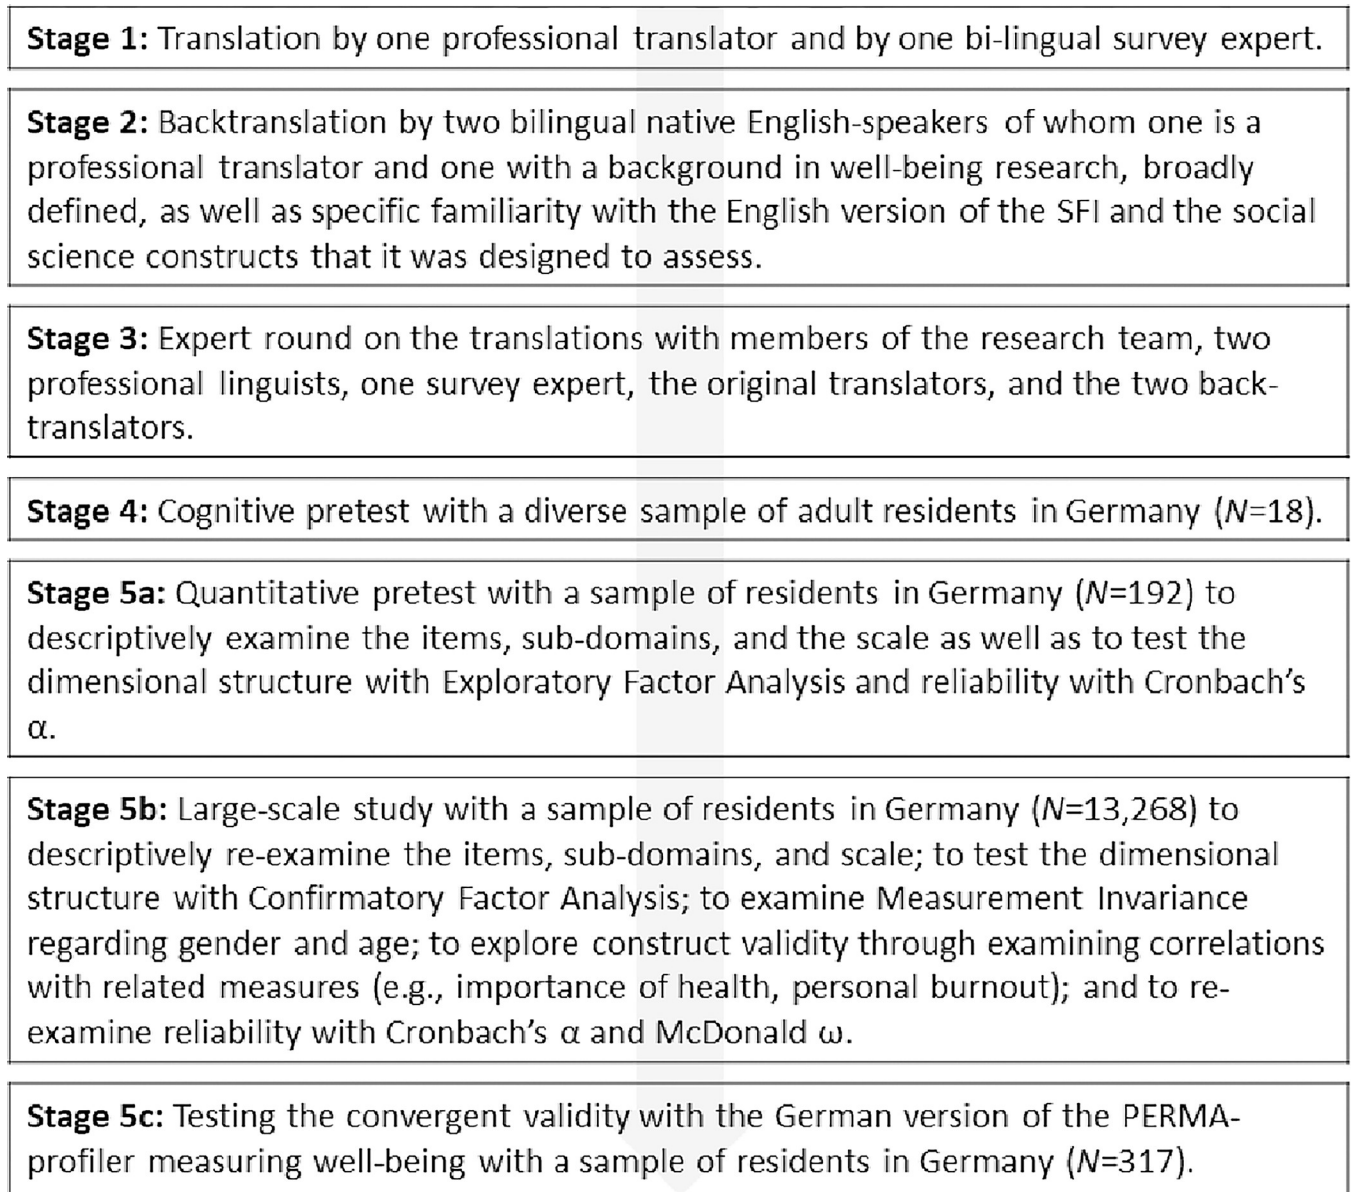 Stage 1: Translation by one professional translator and by one bi-lingual survey expert.
Stage 2: Backtranslation by two bilingual native English-speakers of whom one is a
professional translator and one with a background in well-being research, broadly
defined, as well as specific familiarity with the English version of the SFI and the social
science constructs that it was designed to assess.
Stage 3: Expert round on the translations with members of the research team, two
professional linguists, one survey expert, the original translators, and the two back-
translators.
Stage 4: Cognitive pretest with a diverse sample of adult residents in Germany (N=18).
Stage 5a: Quantitative pretest with a sample of residents in Germany (N=192) to
descriptively examine the items, sub-domains, and the scale as well as to test the
dimensional structure with Exploratory Factor Analysis and reliability with Cronbach’s
α.
Stage 5b: Large-scale study with a sample of residents in Germany (N=13,268) to
descriptively re-examine the items, sub-domains, and scale; to test the dimensional
structure with Confirmatory Factor Analysis; to examine Measurement Invariance
regarding gender and age; to explore construct validity through examining correlations
with related measures (e.g., importance of health, personal burnout); and to re-
examine reliability with Cronbach’s α and McDonald ω.
Stage 5c: Testing the convergent validity with the German version of the PERMA-
profiler measuring well-being with a sample of residents in Germany (N=317).